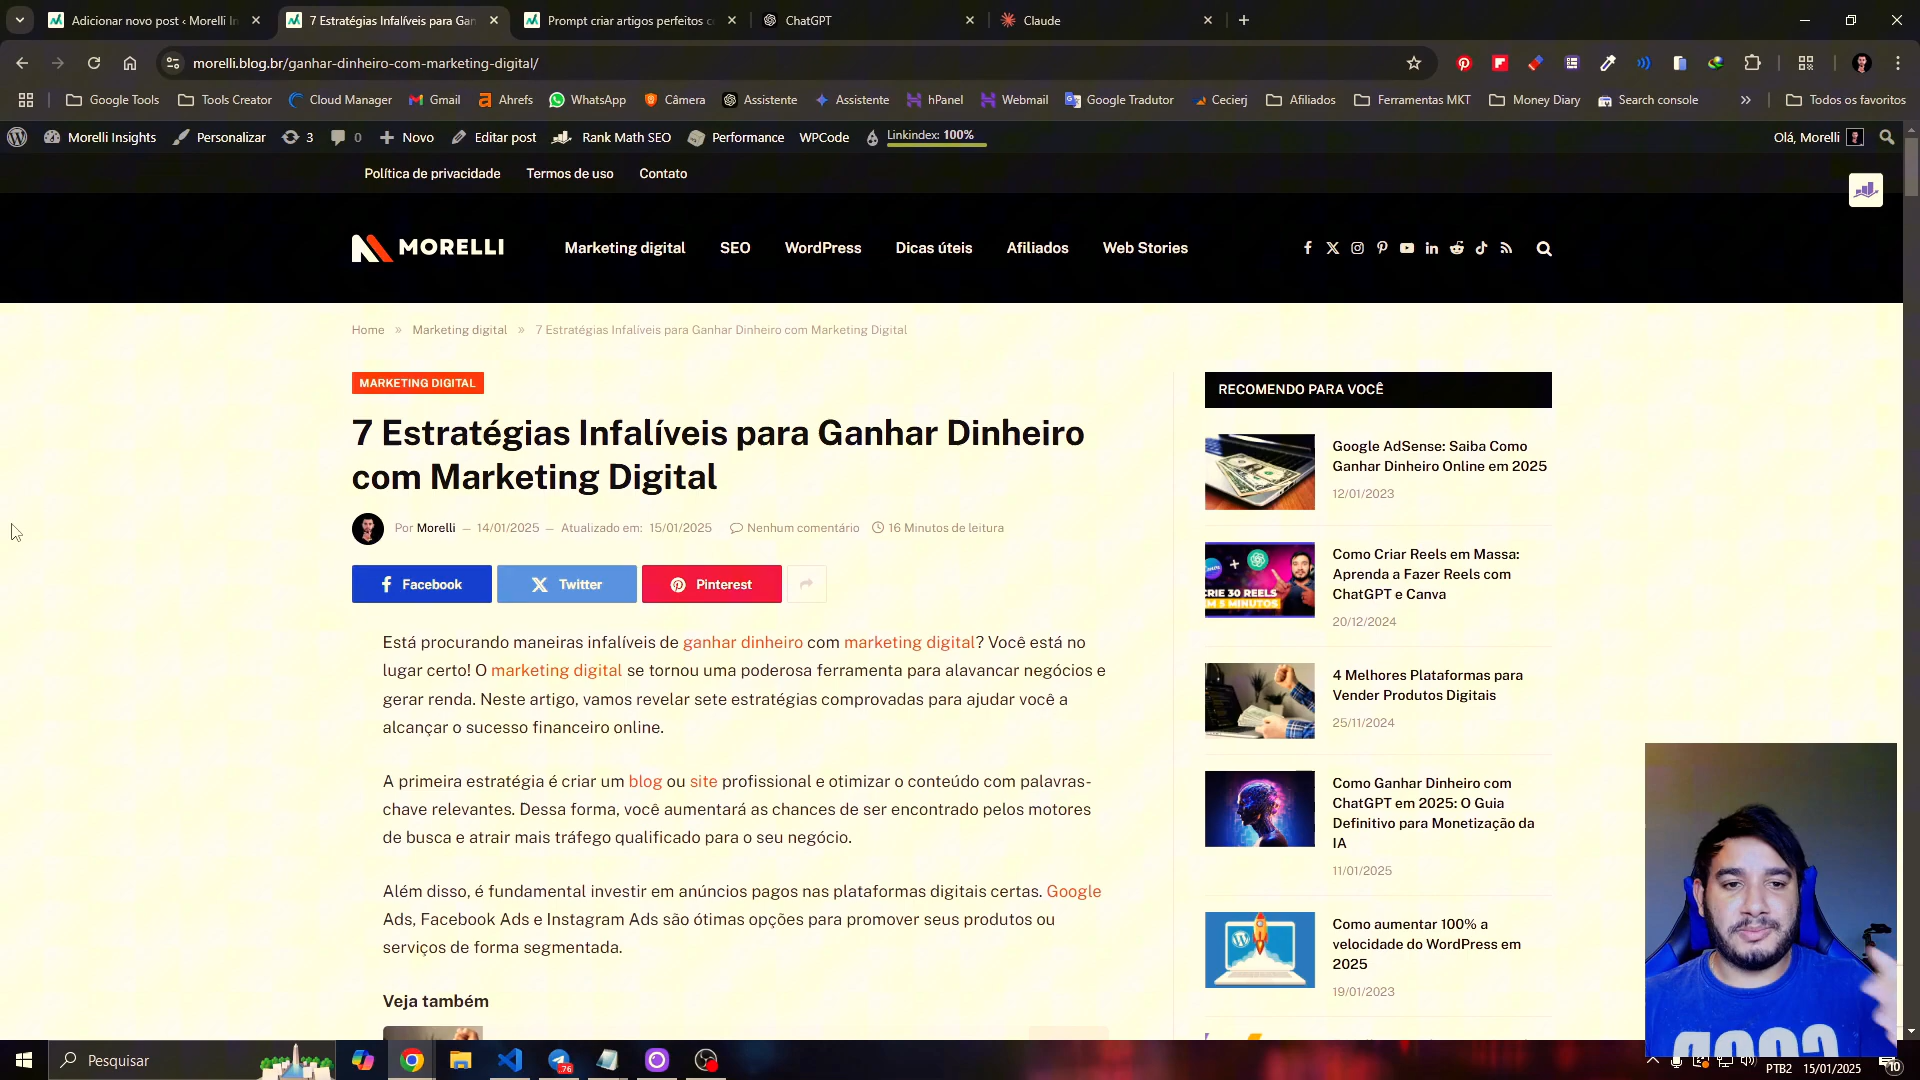 Adicionar novo post ‹ Morelli In
7 Estratégias Infalíveis para Gan
Prompt criar artigos perfeitos c
ChatGPT
Claude
morelli.blog.br/ganhar-dinheiro-com-marketing-digital/
Google Tools
Tools Creator
Cloud Manager
Gmail
Ahrefs
WhatsApp
Câmera
Assistente
Assistente
hPanel
Webmail
Google Tradutor
Cecierj
Afiliados
Ferramentas MKT
Money Diary
Search console
Todos os favoritos
Morelli Insights
Personalizar
3
0
Novo
Editar post
Rank Math SEO
Performance
WPCode
Linkindex: 100%
Olá, Morelli
Política de privacidade
Termos de uso
Contato
MORELLI
Marketing digital
SEO
WordPress
Dicas úteis
Afiliados
Web Stories
Home » Marketing digital » 7 Estratégias Infalíveis para Ganhar Dinheiro com Marketing Digital
MARKETING DIGITAL
7 Estratégias Infalíveis para Ganhar Dinheiro
com Marketing Digital
Por Morelli — 14/01/2025 — Atualizado em: 15/01/2025 Nenhum comentário 16 Minutos de leitura
Facebook
Twitter
Pinterest
Está procurando maneiras infalíveis de ganhar dinheiro com marketing digital? Você está no
lugar certo! O marketing digital se tornou uma poderosa ferramenta para alavancar negócios e
gerar renda. Neste artigo, vamos revelar sete estratégias comprovadas para ajudar você a
alcançar o sucesso financeiro online.
A primeira estratégia é criar um blog ou site profissional e otimizar o conteúdo com palavras-
chave relevantes. Dessa forma, você aumentará as chances de ser encontrado pelos motores
de busca e atrair mais tráfego qualificado para o seu negócio.
Além disso, é fundamental investir em anúncios pagos nas plataformas digitais certas. Google
Ads, Facebook Ads e Instagram Ads são ótimas opções para promover seus produtos ou
serviços de forma segmentada.
Veja também
RECOMENDO PARA VOCÊ
Google AdSense: Saiba Como
Ganhar Dinheiro Online em 2025
12/01/2023
CRIE 30 REELS
EM 5 MINUTOS
Como Criar Reels em Massa:
Aprenda a Fazer Reels com
ChatGPT e Canva
20/12/2024
4 Melhores Plataformas para
Vender Produtos Digitais
25/11/2024
Como Ganhar Dinheiro com
ChatGPT em 2025: O Guia
Definitivo para Monetização da
IA
11/01/2025
Como aumentar 100% a
velocidade do WordPress em
2025
19/01/2023
Pesquisar
76
PTB2
15/01/2025
10